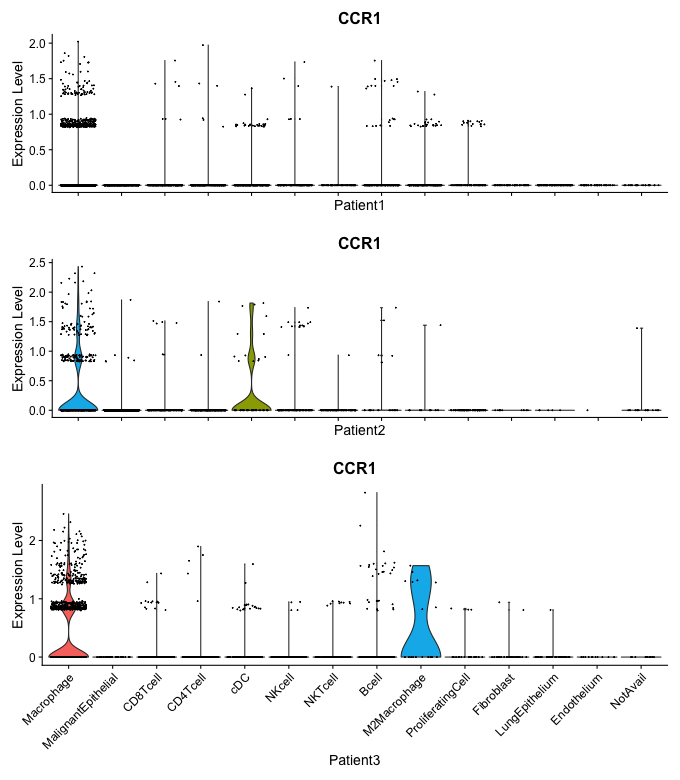 CCR1
Expression Level
2.0
1.5
1.0
0.5
0.0
Patient1
CCR1
Expression Level
2.5
2.0
1.5
1.0
0.5
0.0
Patient2
CCR1
Expression Level
2
1
0
Macrophage
MalignantEpithelial
CD8Tcell
CD4Tcell
cDC
NKcell
NKTcell
Bcell
M2Macrophage
ProliferatingCell
Fibroblast
LungEpithelium
Endothelium
NotAvail
Patient3